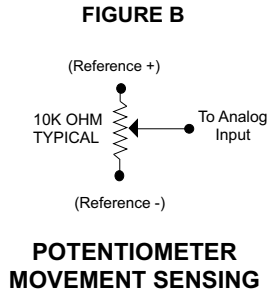 FIGURE B
(Reference +)
10K OHM
TYPICAL
To Analog
Input
(Reference -)
POTENTIOMETER
MOVEMENT SENSING